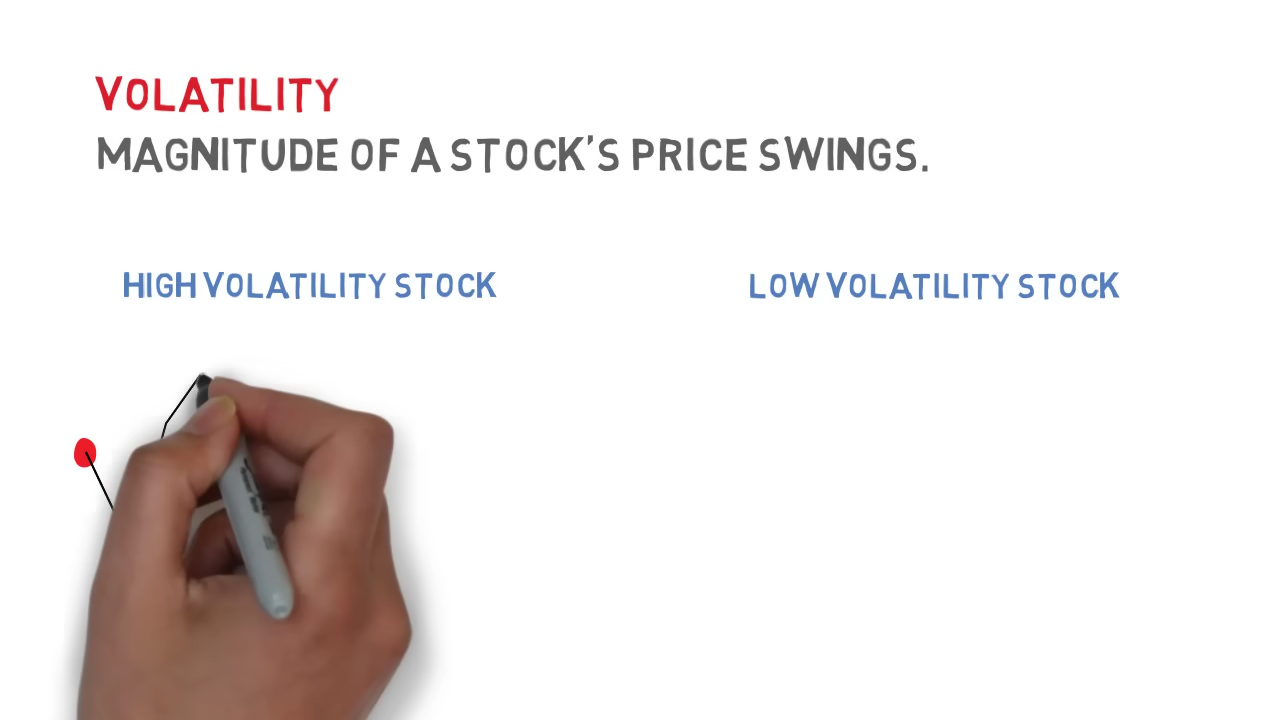 VOLATILITY
MAGNITUDE OF A STOCK'S PRICE SWINGS.
HIGH VOLATILITY STOCK
LOW VOLATILITY STOCK